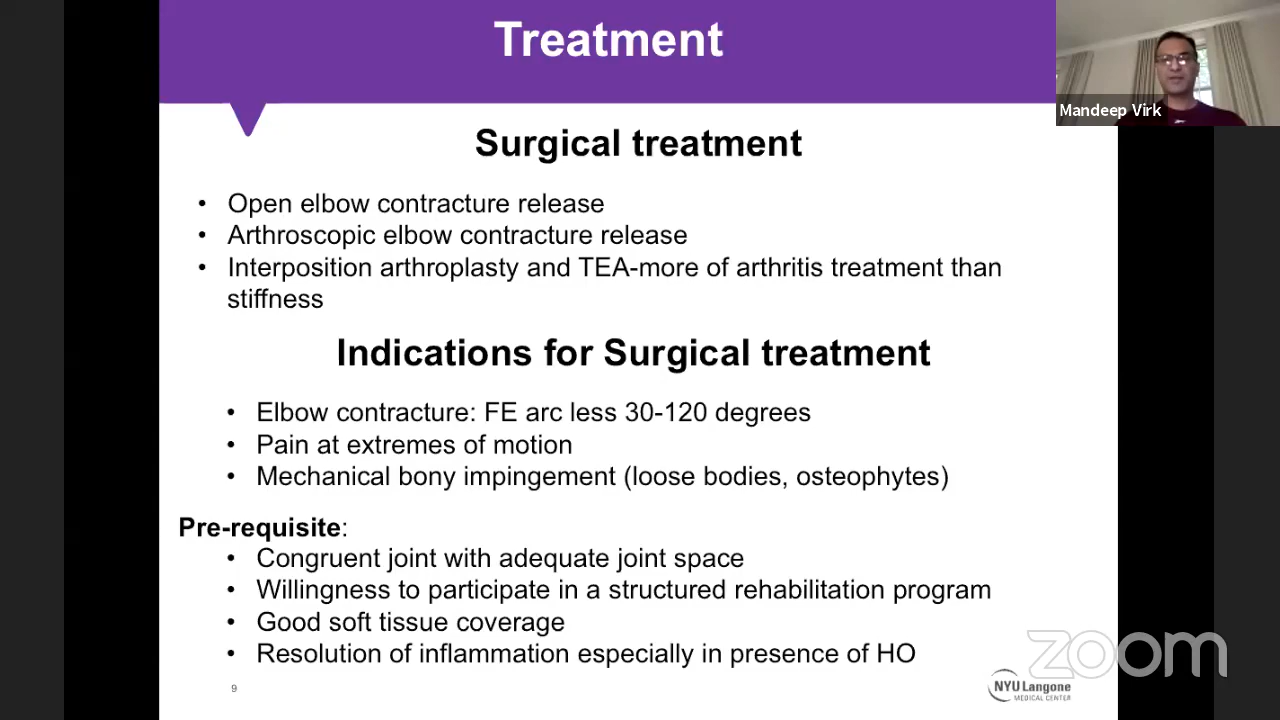 Treatment
Mandeep Virk
Surgical treatment
• Open elbow contracture release
• Arthroscopic elbow contracture release
• Interposition arthroplasty and TEA-more of arthritis treatment than
stiffness
Indications for Surgical treatment
• Elbow contracture: FE arc less 30-120 degrees
• Pain at extremes of motion
• Mechanical bony impingement (loose bodies, osteophytes)
Pre-requisite:
• Congruent joint with adequate joint space
• Willingness to participate in a structured rehabilitation program
• Good soft tissue coverage
• Resolution of inflammation especially in presence of HO
zoom
9
NYU Langone
MEDICAL CENTER